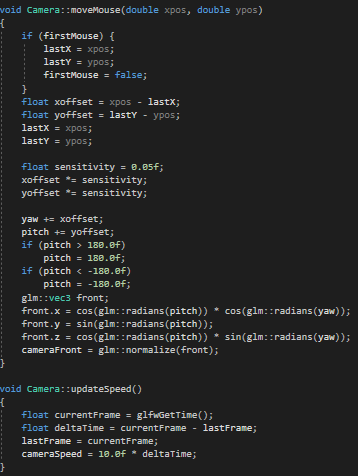 void Camera::moveMouse(double xpos, double ypos)
{
    if (firstMouse) {
        lastX = xpos;
        lastY = ypos;
        firstMouse = false;
    }
    float xoffset = xpos - lastX;
    float yoffset = lastY - ypos;
    lastX = xpos;
    lastY = ypos;

    float sensitivity = 0.05f;
    xoffset *= sensitivity;
    yoffset *= sensitivity;

    yaw += xoffset;
    pitch += yoffset;
    if (pitch > 180.0f)
        pitch = 180.0f;
    if (pitch < -180.0f)
        pitch = -180.0f;
    glm::vec3 front;
    front.x = cos(glm::radians(pitch)) * cos(glm::radians(yaw));
    front.y = sin(glm::radians(pitch));
    front.z = cos(glm::radians(pitch)) * sin(glm::radians(yaw));
    cameraFront = glm::normalize(front);
}

void Camera::updateSpeed()
{
    float currentFrame = glfwGetTime();
    float deltaTime = currentFrame - lastFrame;
    lastFrame = currentFrame;
    cameraSpeed = 10.0f * deltaTime;
}